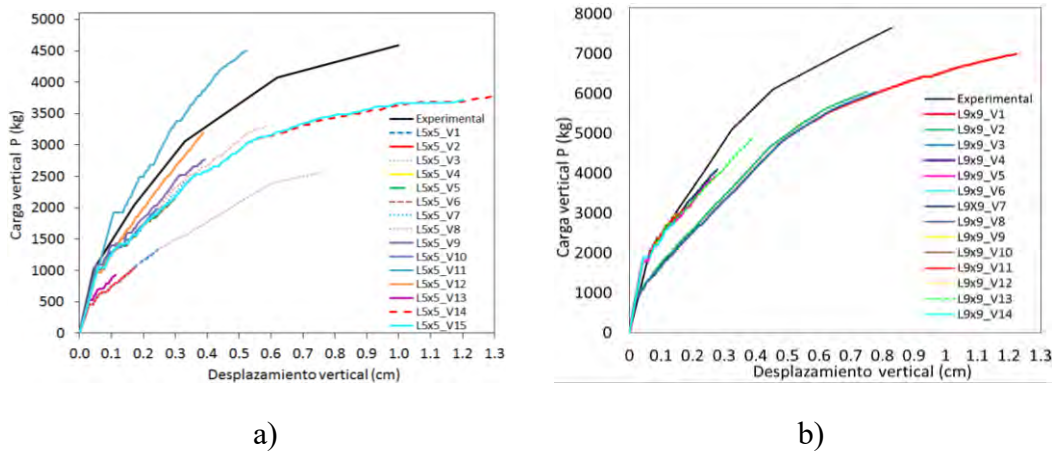 a)
Carga vertical P (kg)
5000
4500
4000
3500
3000
2500
2000
1500
1000
500
0
0.0 0.1 0.2 0.3 0.4 0.5 0.6 0.7 0.8 0.9 1.0 1.1 1.2 1.3
Desplazamiento vertical (cm)
Experimental
L5x5_V1
L5x5_V2
L5x5_V3
L5x5_V4
L5x5_V5
L5x5_V6
L5x5_V7
L5x5_V8
L5x5_V9
L5x5_V10
L5x5_V11
L5x5_V12
L5x5_V13
L5x5_V14
L5x5_V15
b)
Carga vertical P (kg)
8000
7000
6000
5000
4000
3000
2000
1000
0
0 0.1 0.2 0.3 0.4 0.5 0.6 0.7 0.8 0.9 1 1.1 1.2 1.3
Desplazamiento vertical (cm)
Experimental
L9x9_V1
L9x9_V2
L9x9_V3
L9x9_V4
L9x9_V5
L9x9_V6
L9X9_V7
L9x9_V8
L9x9_V9
L9x9_V10
L9x9_V11
L9x9_V12
L9x9_V13
L9x9_V14
a)
b)